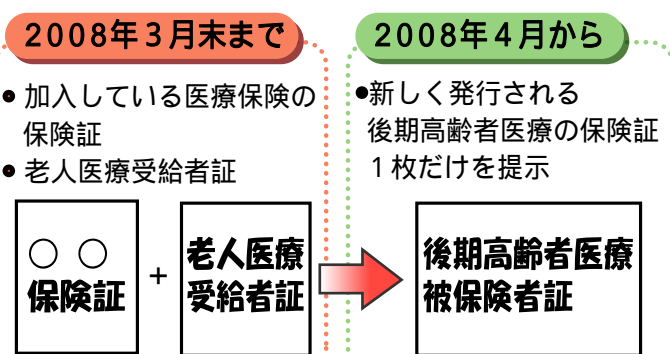 2008年３月末まで
● 加入している医療保険の
保険証
● 老人医療受給者証
○ ○
保険証
+
老人医療
受給者証
2008年４月から
●新しく発行される
後期高齢者医療の保険証
１枚だけを提示
後期高齢者医療
被保険者証